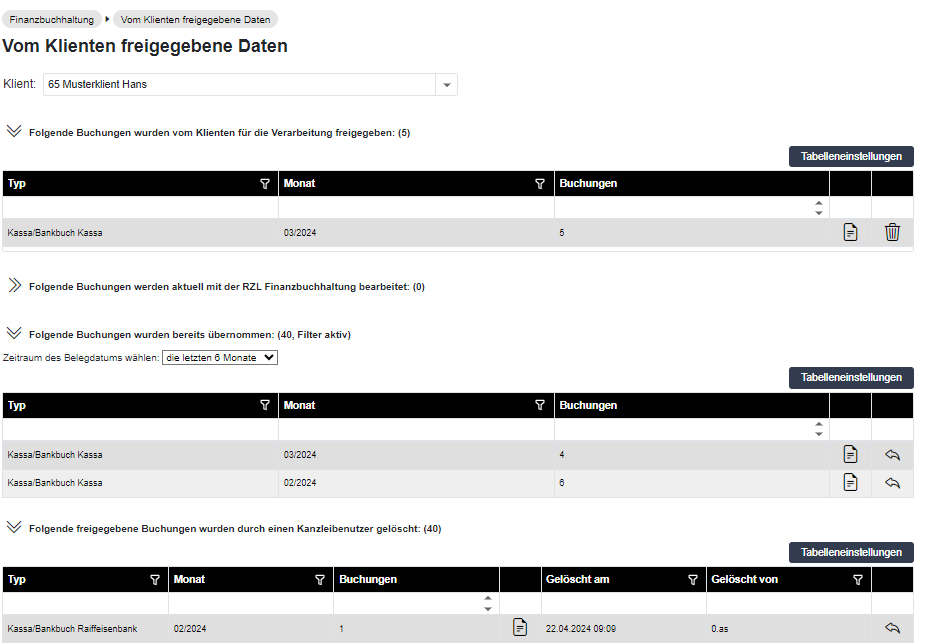 Finanzbuchhaltung Vom Klienten freigegebene Daten
Vom Klienten freigegebene Daten
Klient: 65 Musterklient Hans
Folgende Buchungen wurden vom Klienten für die Verarbeitung freigegeben: (5)
Tabelleneinstellungen
Typ Monat Buchungen
Kassa/Bankbuch Kassa 03/2024 5
Folgende Buchungen werden aktuell mit der RZL Finanzbuchhaltung bearbeitet: (0)
Folgende Buchungen wurden bereits übernommen: (40, Filter aktiv)
Zeitraum des Belegdatums wählen: die letzten 6 Monate
Tabelleneinstellungen
Typ Monat Buchungen
Kassa/Bankbuch Kassa 03/2024 4
Kassa/Bankbuch Kassa 02/2024 6
Folgende freigegebene Buchungen wurden durch einen Kanzleibenutzer gelöscht: (40)
Tabelleneinstellungen
Typ Monat Buchungen Gelöscht am Gelöscht von
Kassa/Bankbuch Raiffeisenbank 02/2024 1 22.04.2024 09:09 0.as